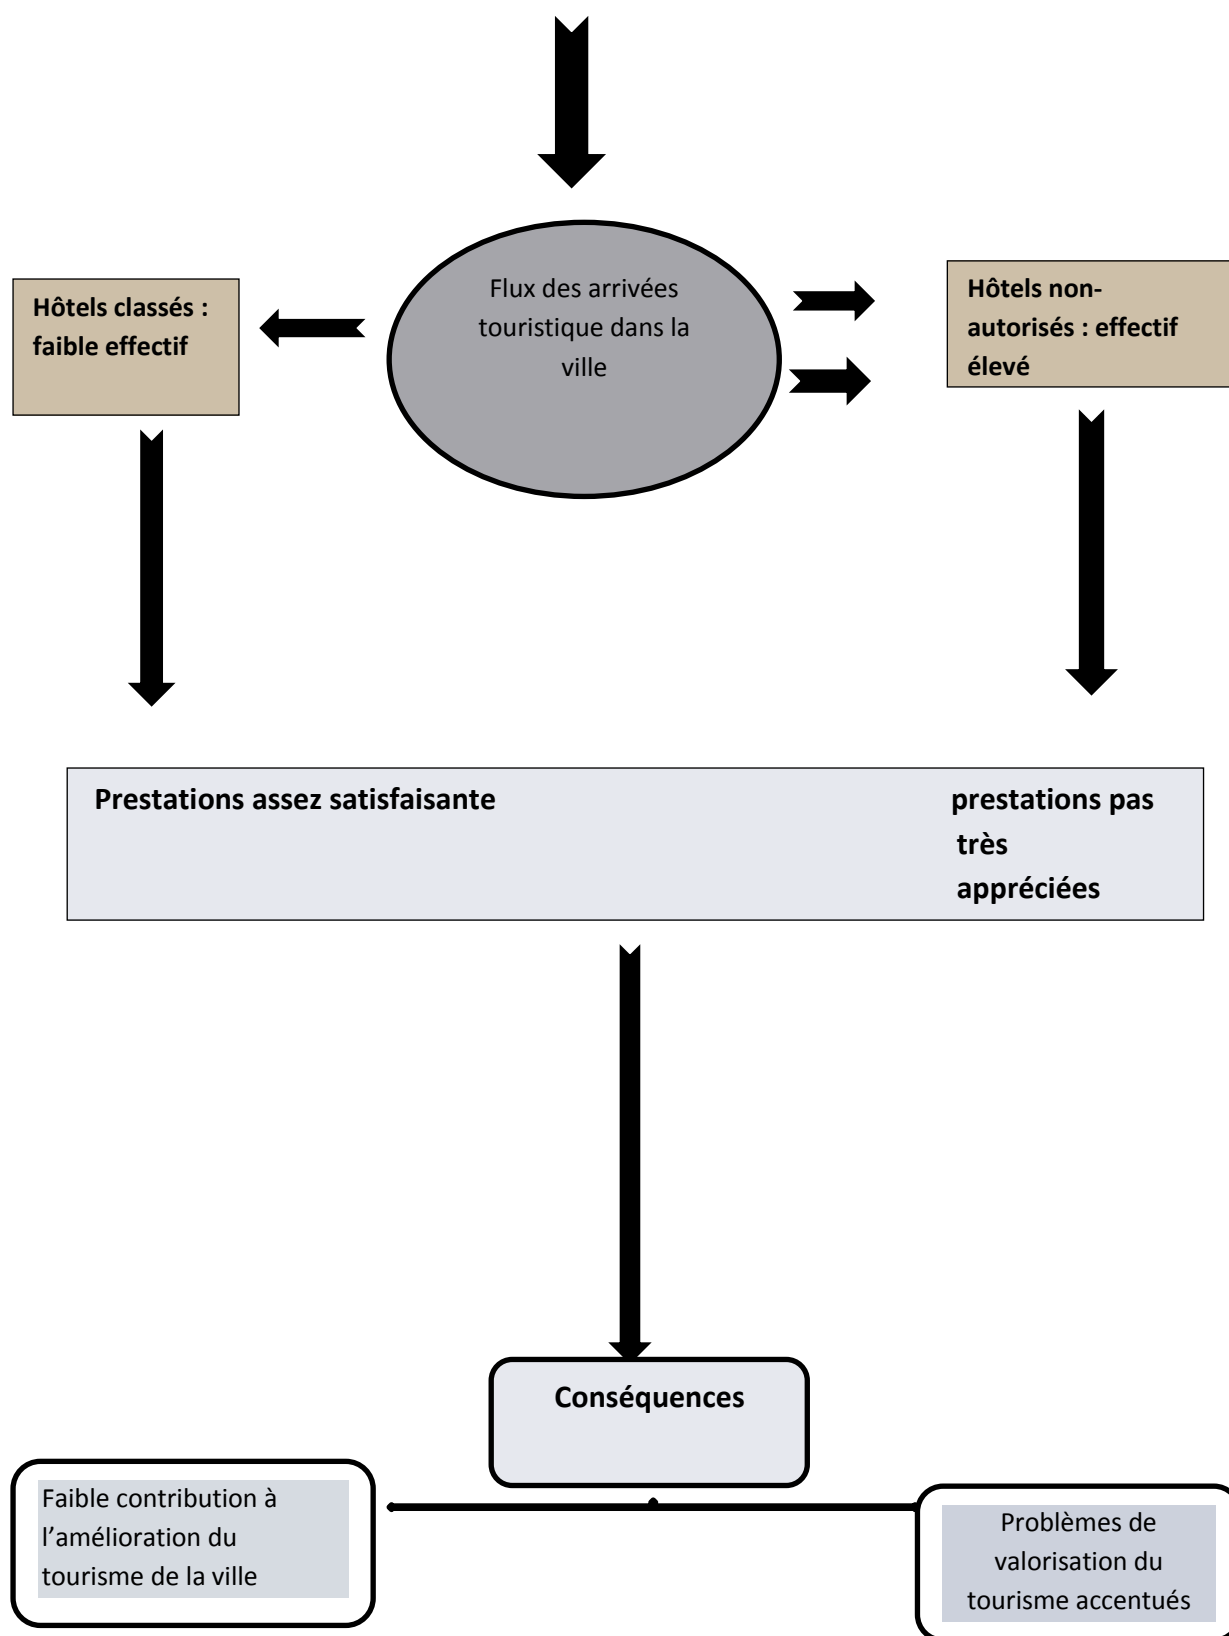 Flux des arrivées
touristique dans la
ville
Hôtels classés :
faible effectif
Hôtels non-
autorisés : effectif
élevé
Prestations assez satisfaisante
prestations pas
très
appréciées
Conséquences
Faible contribution à
l’amélioration du
tourisme de la ville
Problèmes de
valorisation du
tourisme accentués